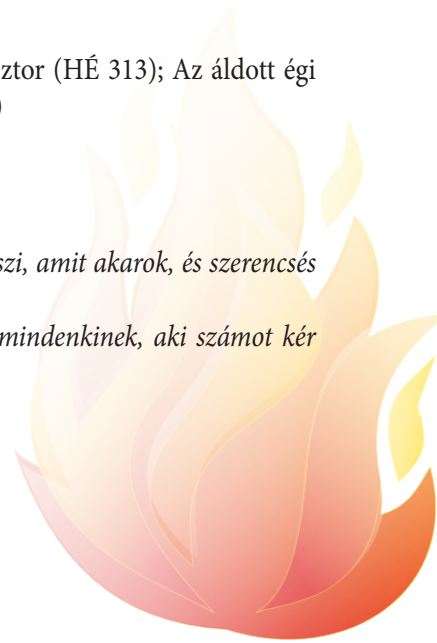 ztor (HÉ 313); Az áldott égi
)
szi, amit akarok, és szerencsés
mindenkinek, aki számot kér